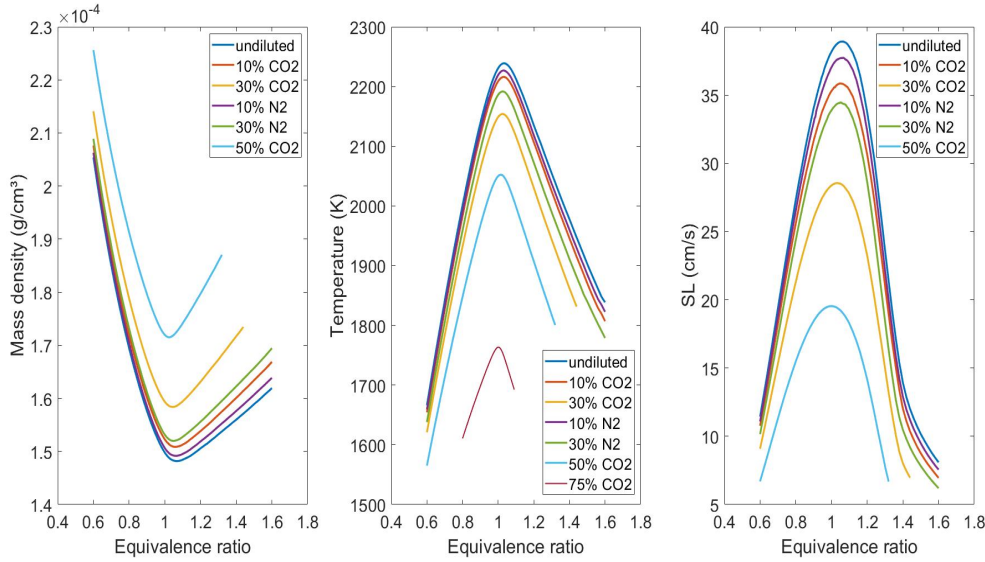 ×10⁻⁴
2.3
2.2
2.1
2
1.9
1.8
1.7
1.6
1.5
1.4
0.4 0.6 0.8 1.0 1.2 1.4 1.6 1.8
Mass density (g/cm³)
Equivalence ratio
undiluted
10% CO2
30% CO2
10% N2
30% N2
50% CO2
2300
2200
2100
2000
1900
1800
1700
1600
1500
0.4 0.6 0.8 1.0 1.2 1.4 1.6 1.8
Temperature (K)
Equivalence ratio
undiluted
10% CO2
30% CO2
10% N2
30% N2
50% CO2
75% CO2
40
35
40
25
20
15
10
5
0.4 0.6 0.8 1.0 1.2 1.4 1.6 1.8
SL (cm/s)
Equivalence ratio
undiluted
10% CO2
30% CO2
10% N2
30% N2
50% CO2